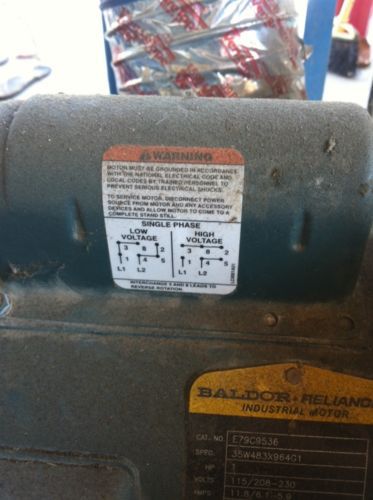 WARNING
MOTOR MUST BE GROUNDED IN ACCORDANCE
WITH THE NATIONAL ELECTRICAL CODE AND
LOCAL CODES BY TRAINED PERSONNEL TO
PREVENT SERIOUS ELECTRICAL SHOCKS.
TO SERVICE MOTOR, DISCONNECT POWER
SOURCE FROM MOTOR AND ANY ACCESSORY
DEVICES AND ALLOW MOTOR TO COME TO A
COMPLETE STAND STILL.
SINGLE PHASE
LOW VOLTAGE
3 8 2
1 4 5
L1 L2
HIGH VOLTAGE
3 8 2
1 4 5
L1 L2
INTERCHANGE 5 AND 8 LEADS TO
REVERSE ROTATION.
BALDOR · RELIANC
INDUSTRIAL MOTOR
CAT. NO. E79C9536
SPEC. 35W483X964G1
HP 1
VOLTS 115/208-230
AMPS